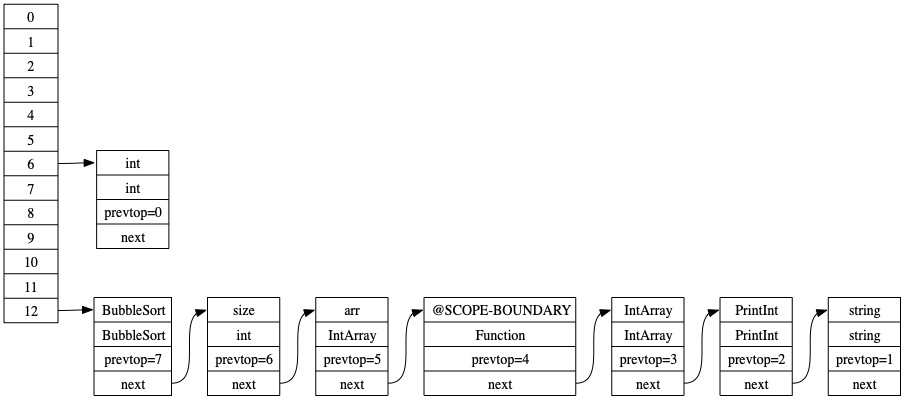 0
1
2
3
4
5
6
7
8
9
10
11
12
int
int
prevtop=0
next
BubbleSort
BubbleSort
prevtop=7
next
size
int
prevtop=6
next
arr
IntArray
prevtop=5
next
@SCOPE-BOUNDARY
Function
prevtop=4
next
IntArray
IntArray
prevtop=3
next
PrintInt
PrintInt
prevtop=2
next
string
string
prevtop=1
next